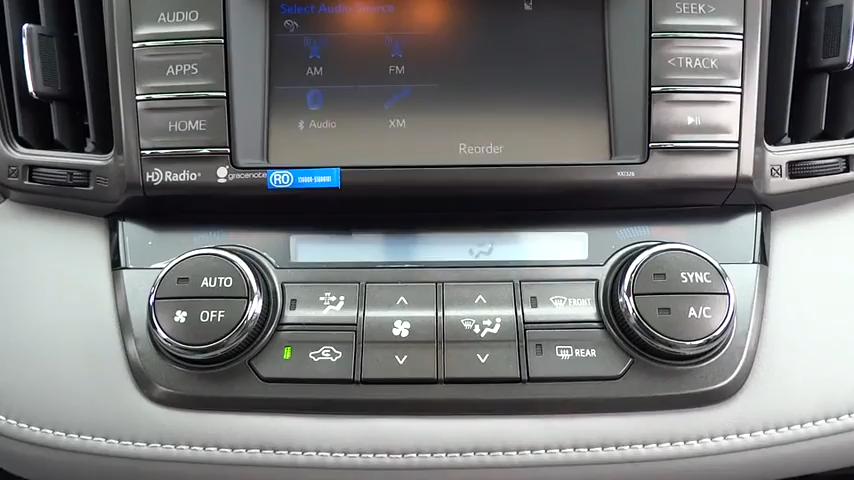 AUDIO
APPS
HOME
HD Radio
gracenote
Select Audio Source
AM
FM
Audio
XM
Reorder
SEEK>
<TRACK
AUTO
OFF
FRONT
REAR
SYNC
A/C